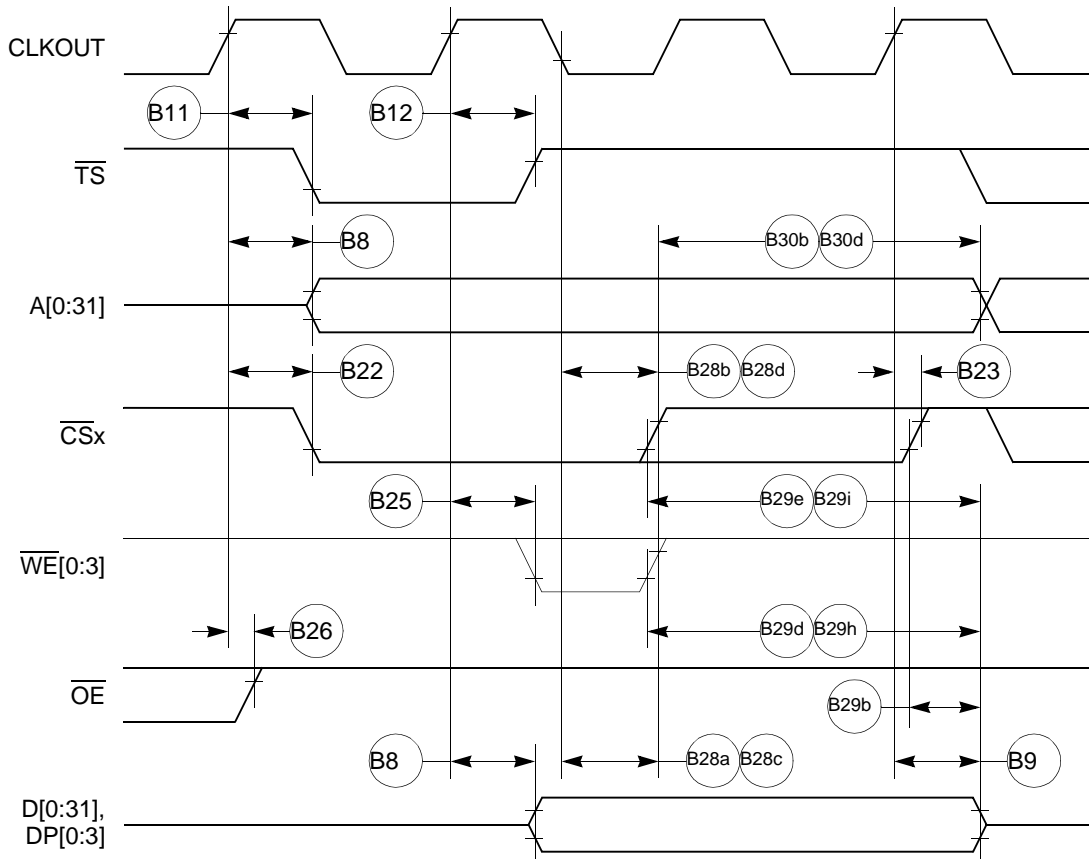 CLKOUT
B11
B12
TS
B8
B30b B30d
A[0:31]
B22
B28b B28d
B23
CSx
B25
B29e B29i
WE[0:3]
B26
B29d B29h
OE
B29b
B8
B28a B28c
B9
D[0:31],
DP[0:3]